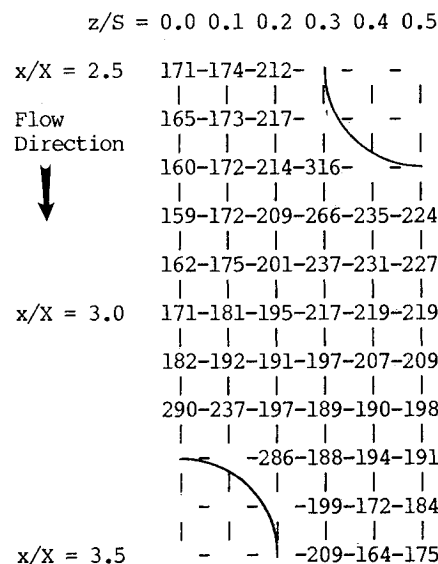 z/S = 0.0 0.1 0.2 0.3 0.4 0.5
x/X = 2.5 171-174-212- - -
Flow 165-173-217- - -
Direction
160-172-214-316-
159-172-209-266-235-224
162-175-201-237-231-227
x/X = 3.0 171-181-195-217-219-219
182-192-191-197-207-209
290-237-197-189-190-198
- -286-188-194-191
- - -199-172-184
x/X = 3.5 - - -209-164-175